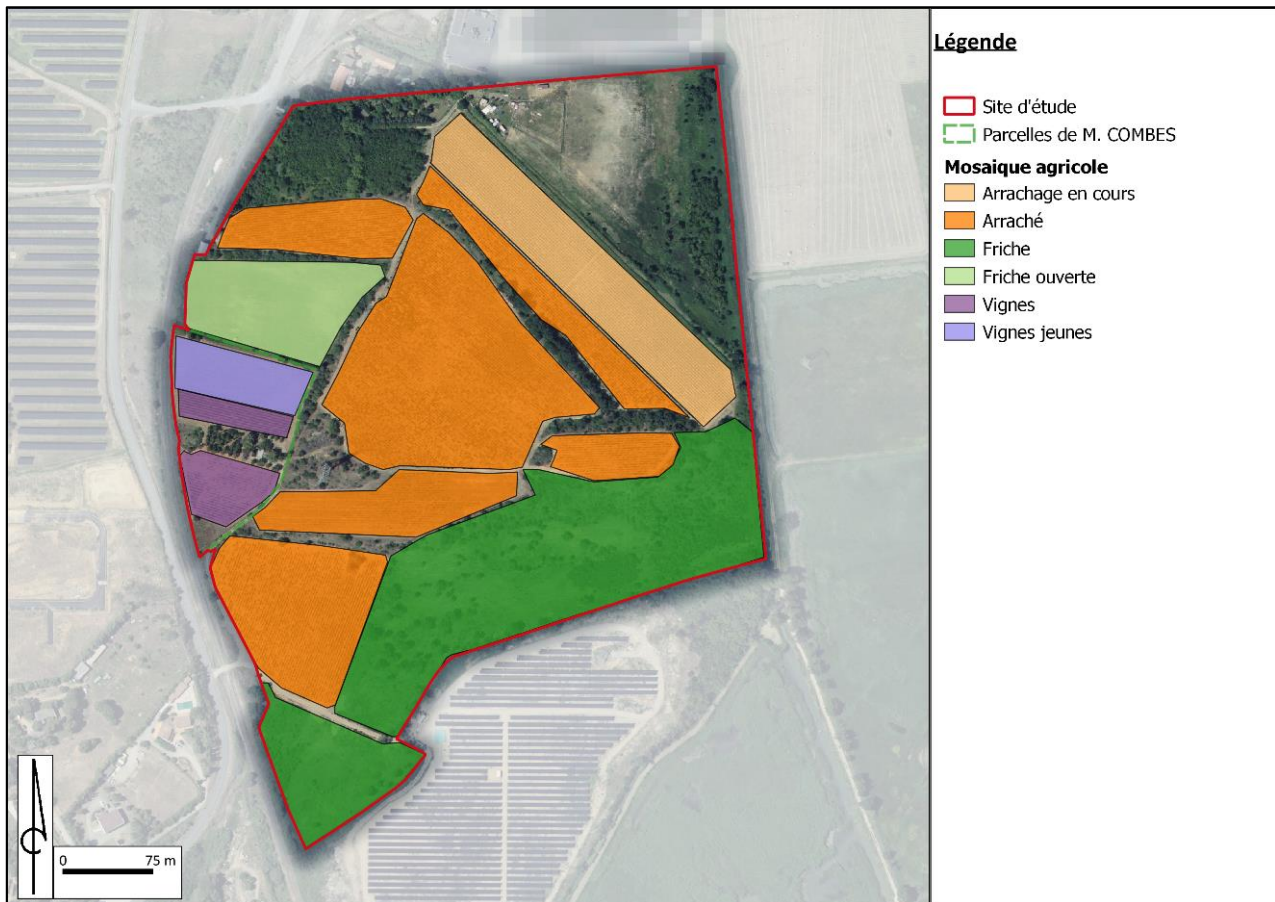 Légende
Site d'étude
Parcelles de M. COMBES
Mosaique agricole
Arrachage en cours
Arraché
Friche
Friche ouverte
Vignes
Vignes jeunes
0 75 m